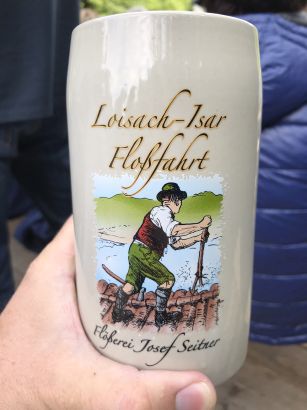 Loisach-Isar
Floßfahrt
Flößerei Josef Seitner